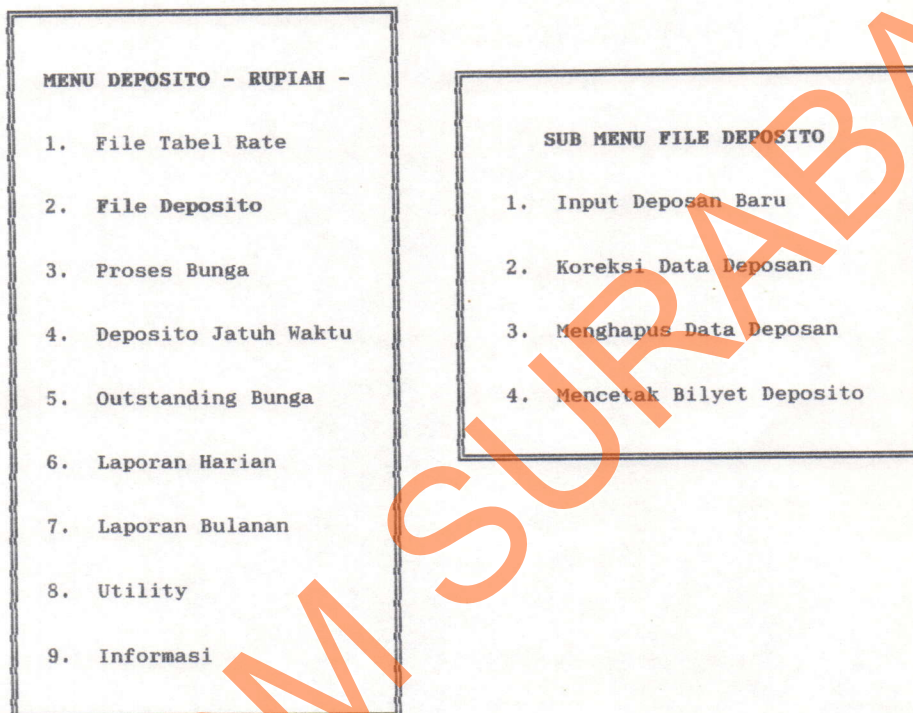 MENU DEPOSITO - RUPIAH -
1. File Tabel Rate
2. File Deposito
3. Proses Bunga
4. Deposito Jatuh Waktu
5. Outstanding Bunga
6. Laporan Harian
7. Laporan Bulanan
8. Utility
9. Informasi
SUB MENU FILE DEPOSITO
1. Input Deposan Baru
2. Koreksi Data Deposan
3. Menghapus Data Deposan
4. Mencetak Bilyet Deposito
M SURABA